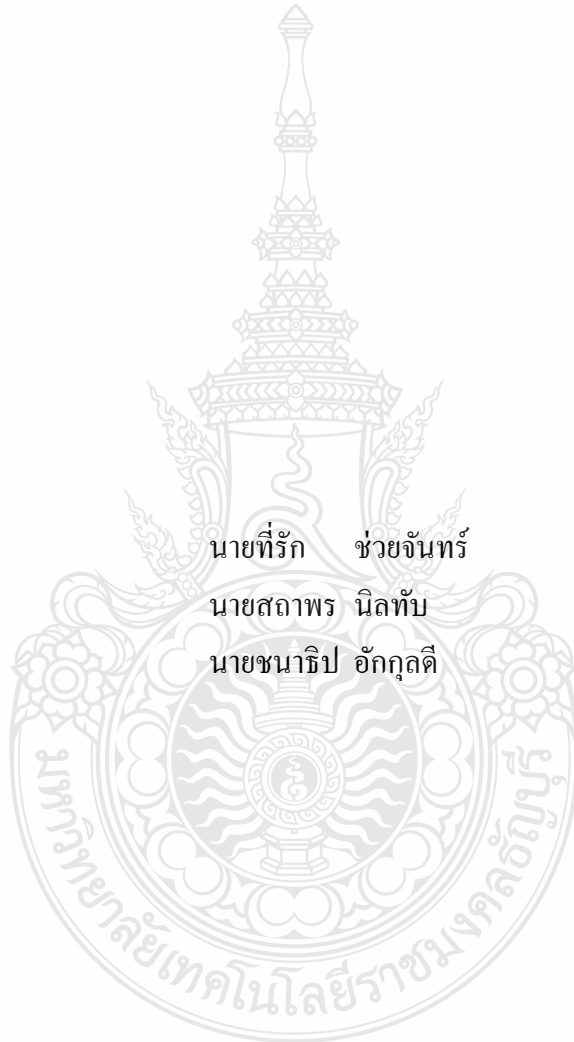 นายที่รัก ช่วยจันทร์
นายสถาพร นิลทับ
นายชนาธิป อักกุลดี
มหาวิทยาลัยเทคโนโลยีราชมงคลธัญบุรี